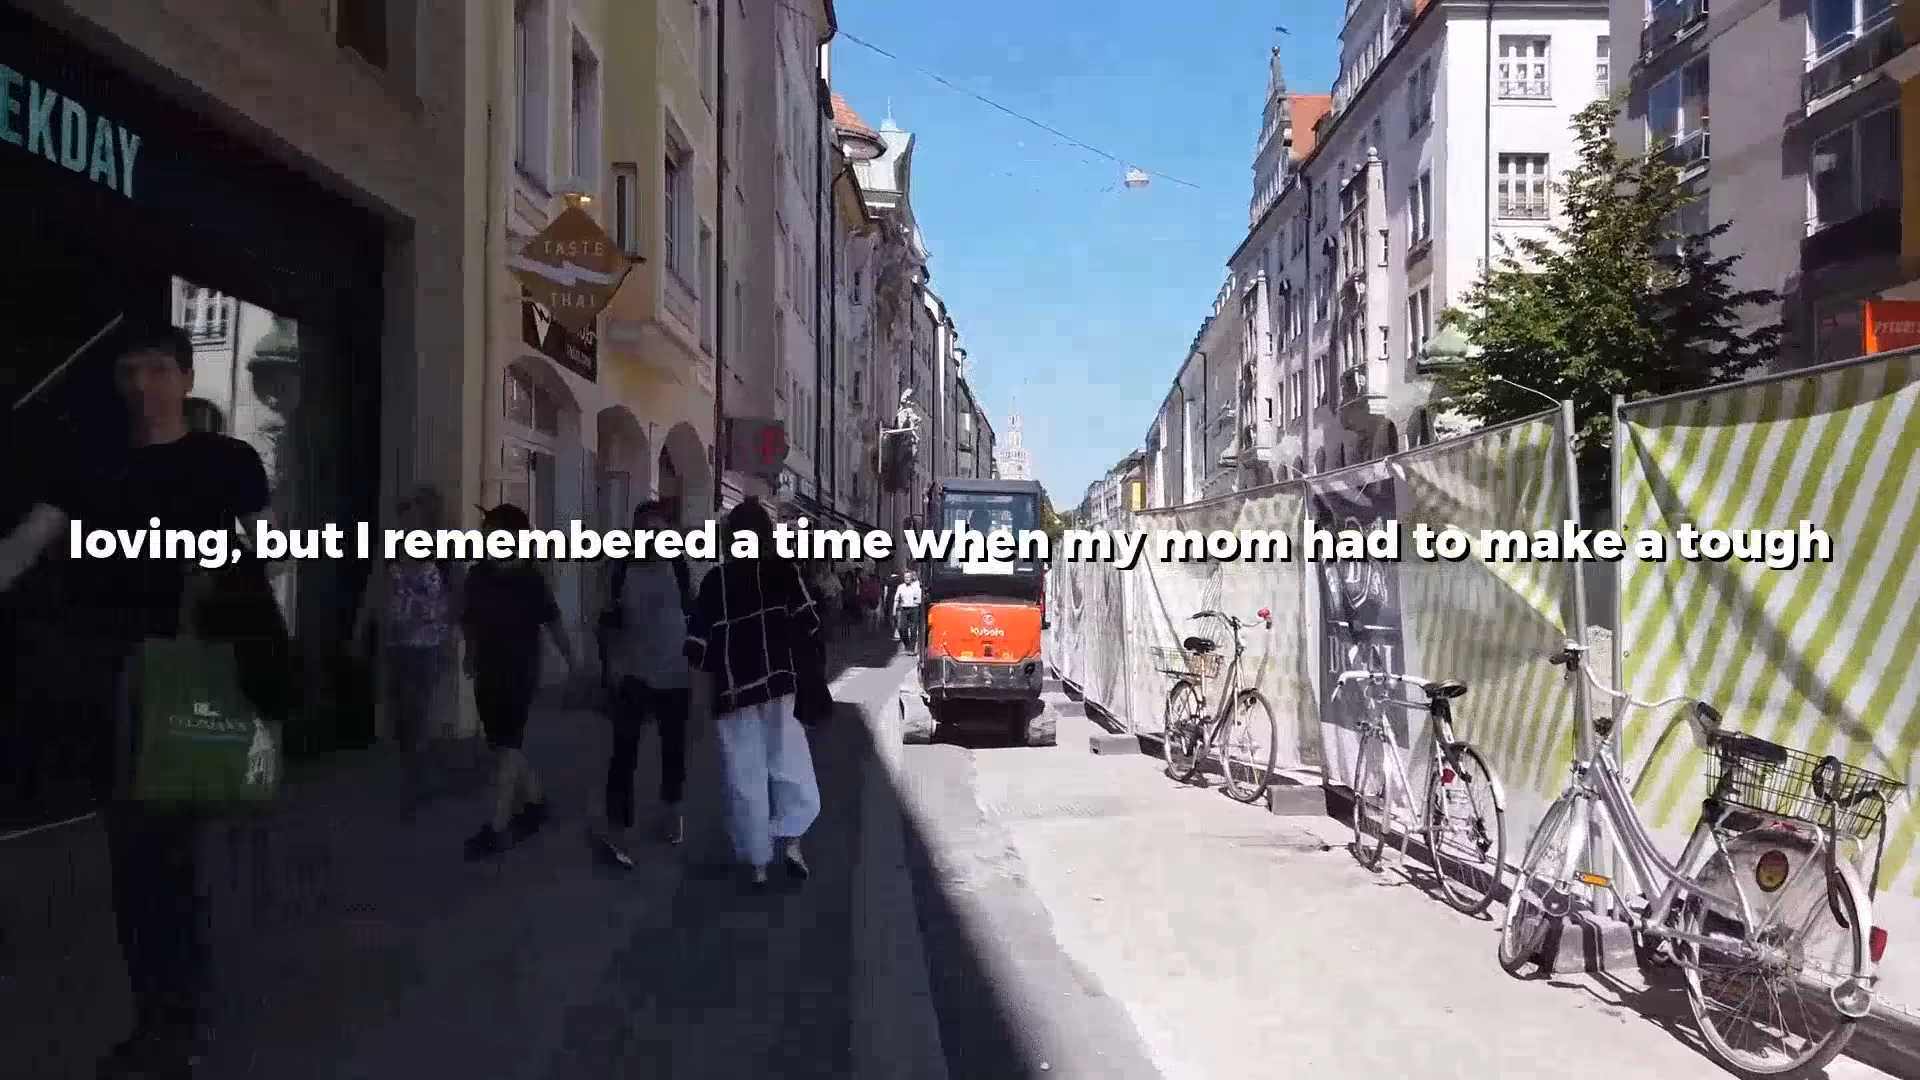 EKDAY
TASTE
THAI
loving, but I remembered a time when my mom had to make a tough
Kubota